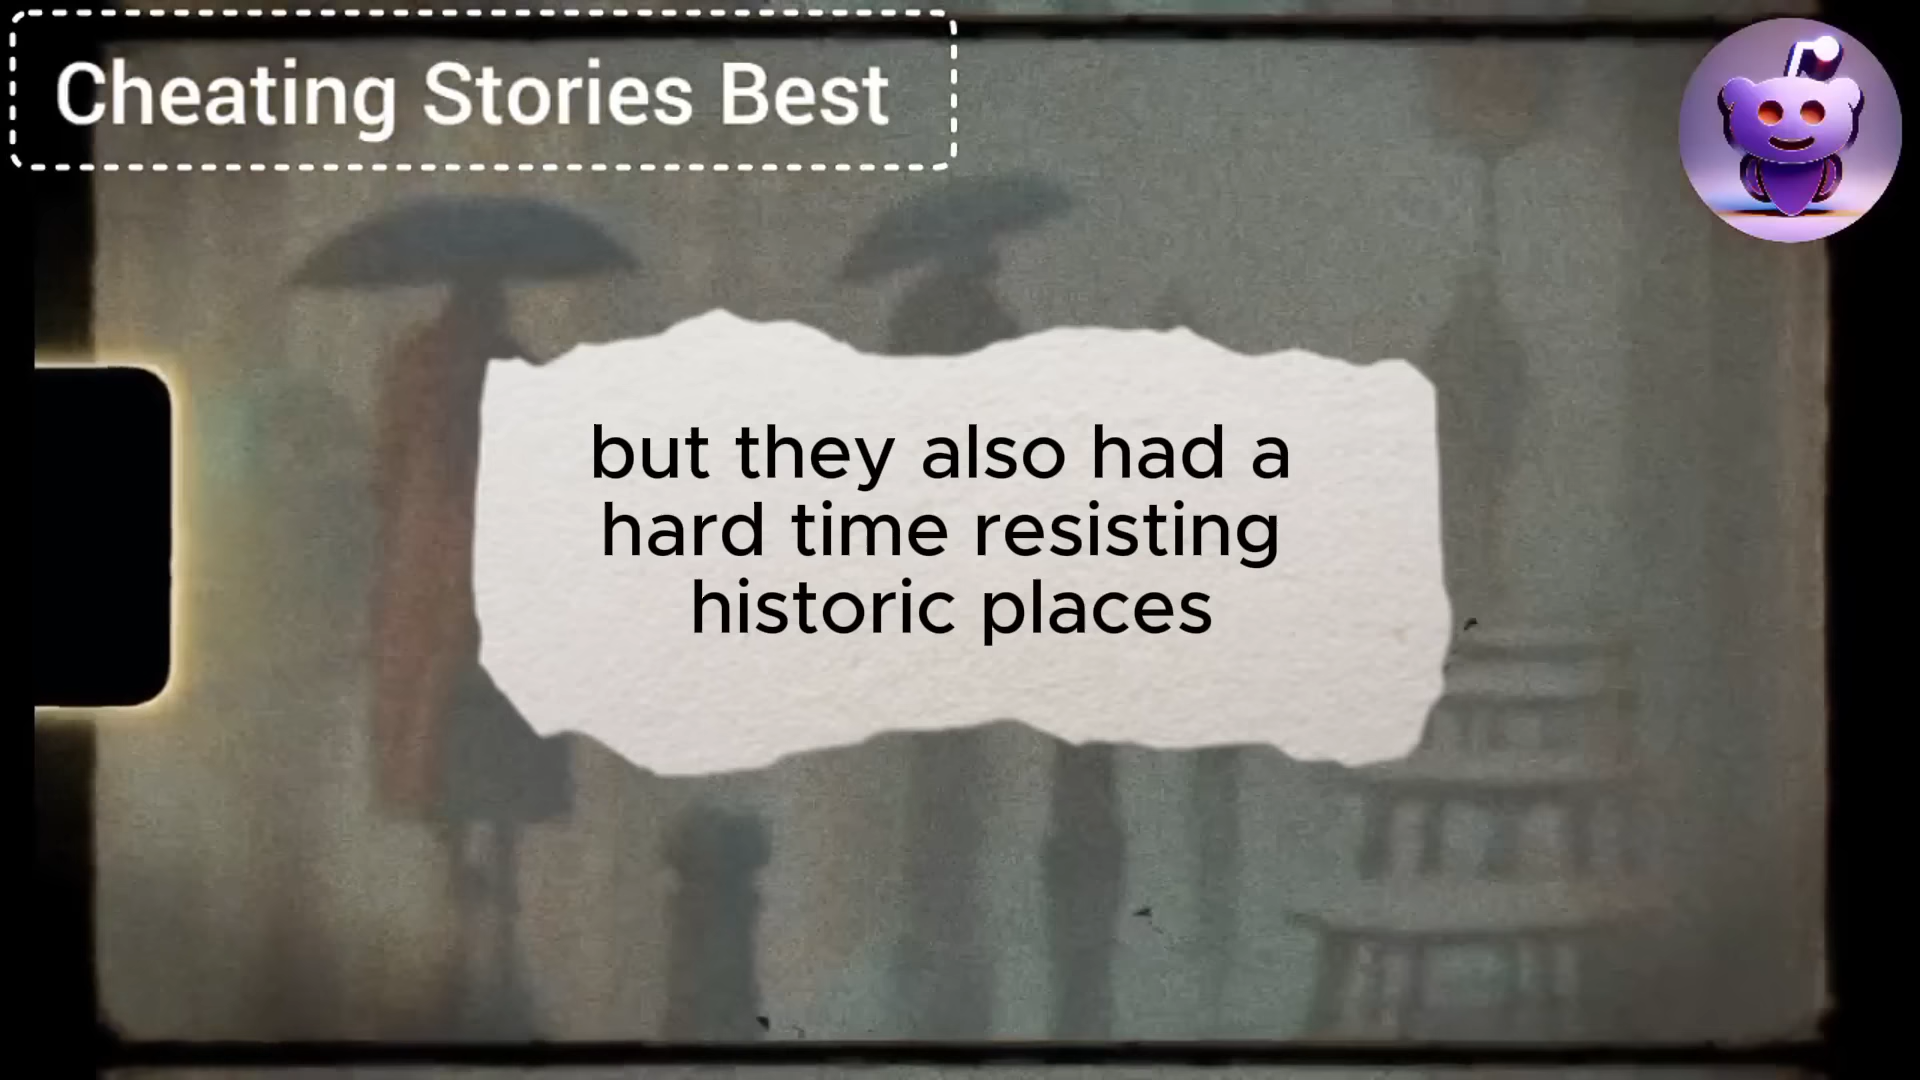 Cheating Stories Best
but they also had a
hard time resisting
historic places